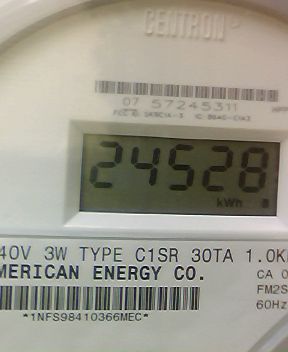 CENTRON
07 57245311
24528
kWh
40V 3W TYPE C1SR 30TA 1.0K
MERICAN ENERGY CO.
CA 0
FM2S
60Hz
*1NFS98410366MEC*